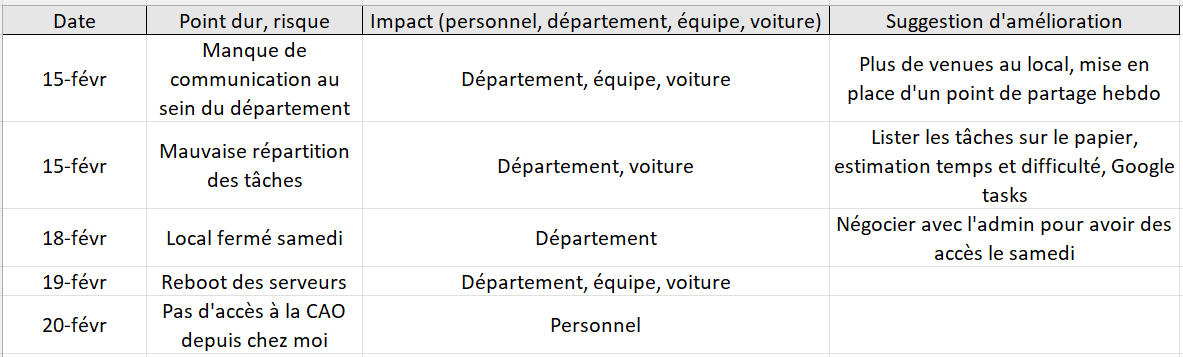 Date Point dur, risque Impact (personnel, département, équipe, voiture) Suggestion d'amélioration
15-févr
Manque de
communication au
sein du département
Département, équipe, voiture
Plus de venues au local, mise en
place d'un point de partage hebdo
15-févr
Mauvaise répartition
des tâches
Département, voiture
Lister les tâches sur le papier,
estimation temps et difficulté, Google
tasks
18-févr
Local fermé samedi
Département
Négocier avec l'admin pour avoir des
accès le samedi
19-févr
Reboot des serveurs
Département, équipe, voiture
20-févr
Pas d'accès à la CAO
depuis chez moi
Personnel